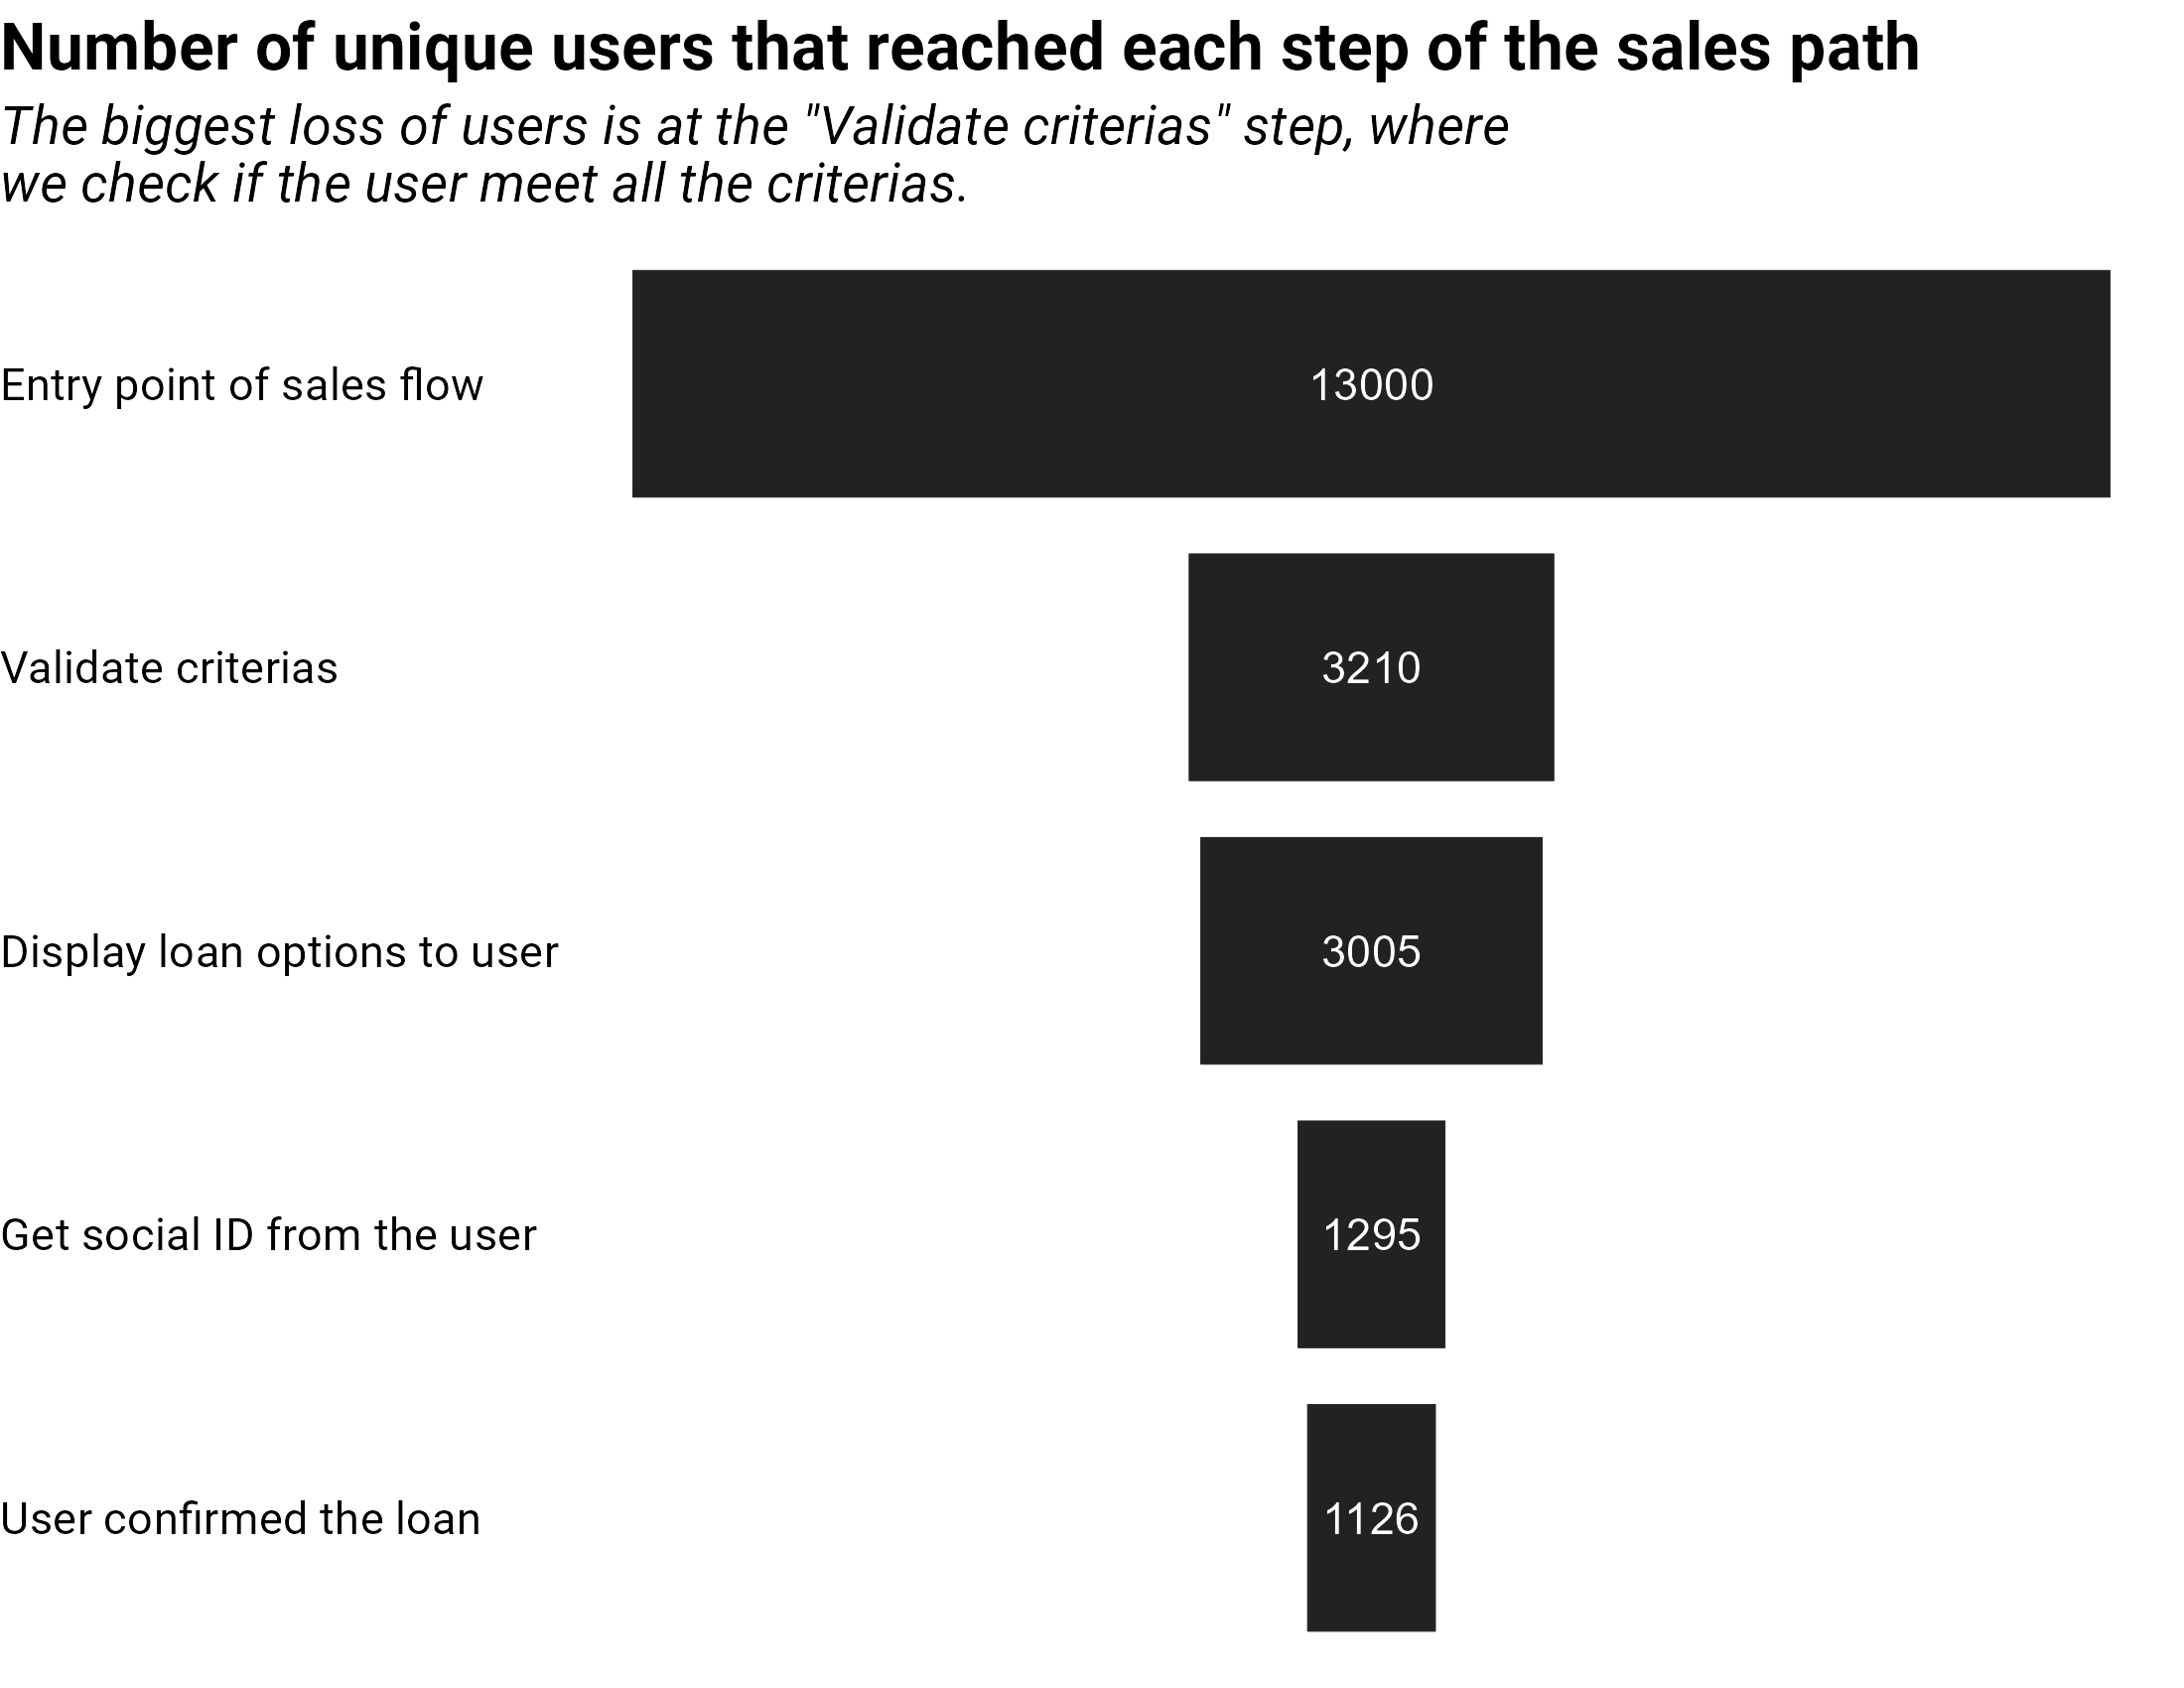 Number of unique users that reached each step of the sales path
The biggest loss of users is at the "Validate criterias" step, where
we check if the user meet all the criterias.
Entry point of sales flow
13000
Validate criterias
3210
Display loan options to user
3005
Get social ID from the user
1295
User confirmed the loan
1126